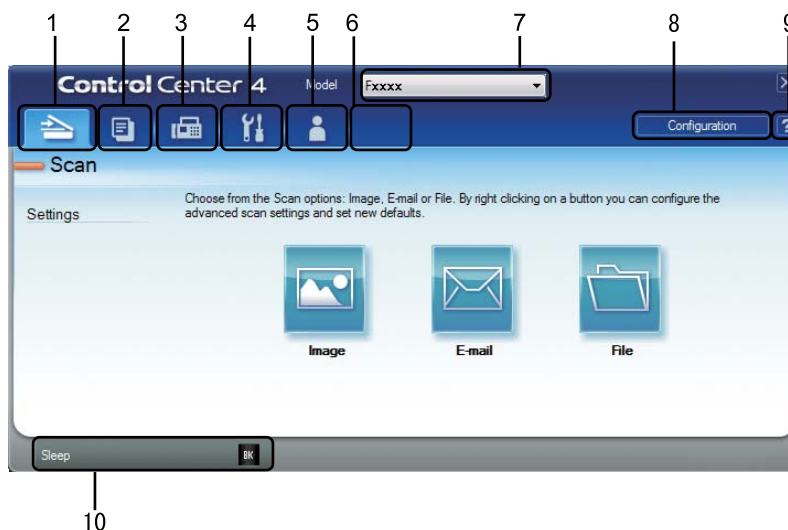 1 2 3 4 5 6 7 8 9
Control Center 4 Model Fxxxx
Configuration ?
Scan
Settings
Choose from the Scan options: Image, E-mail or File. By right clicking on a button you can configure the
advanced scan settings and set new defaults.
Image E-mail File
Sleep BK
10